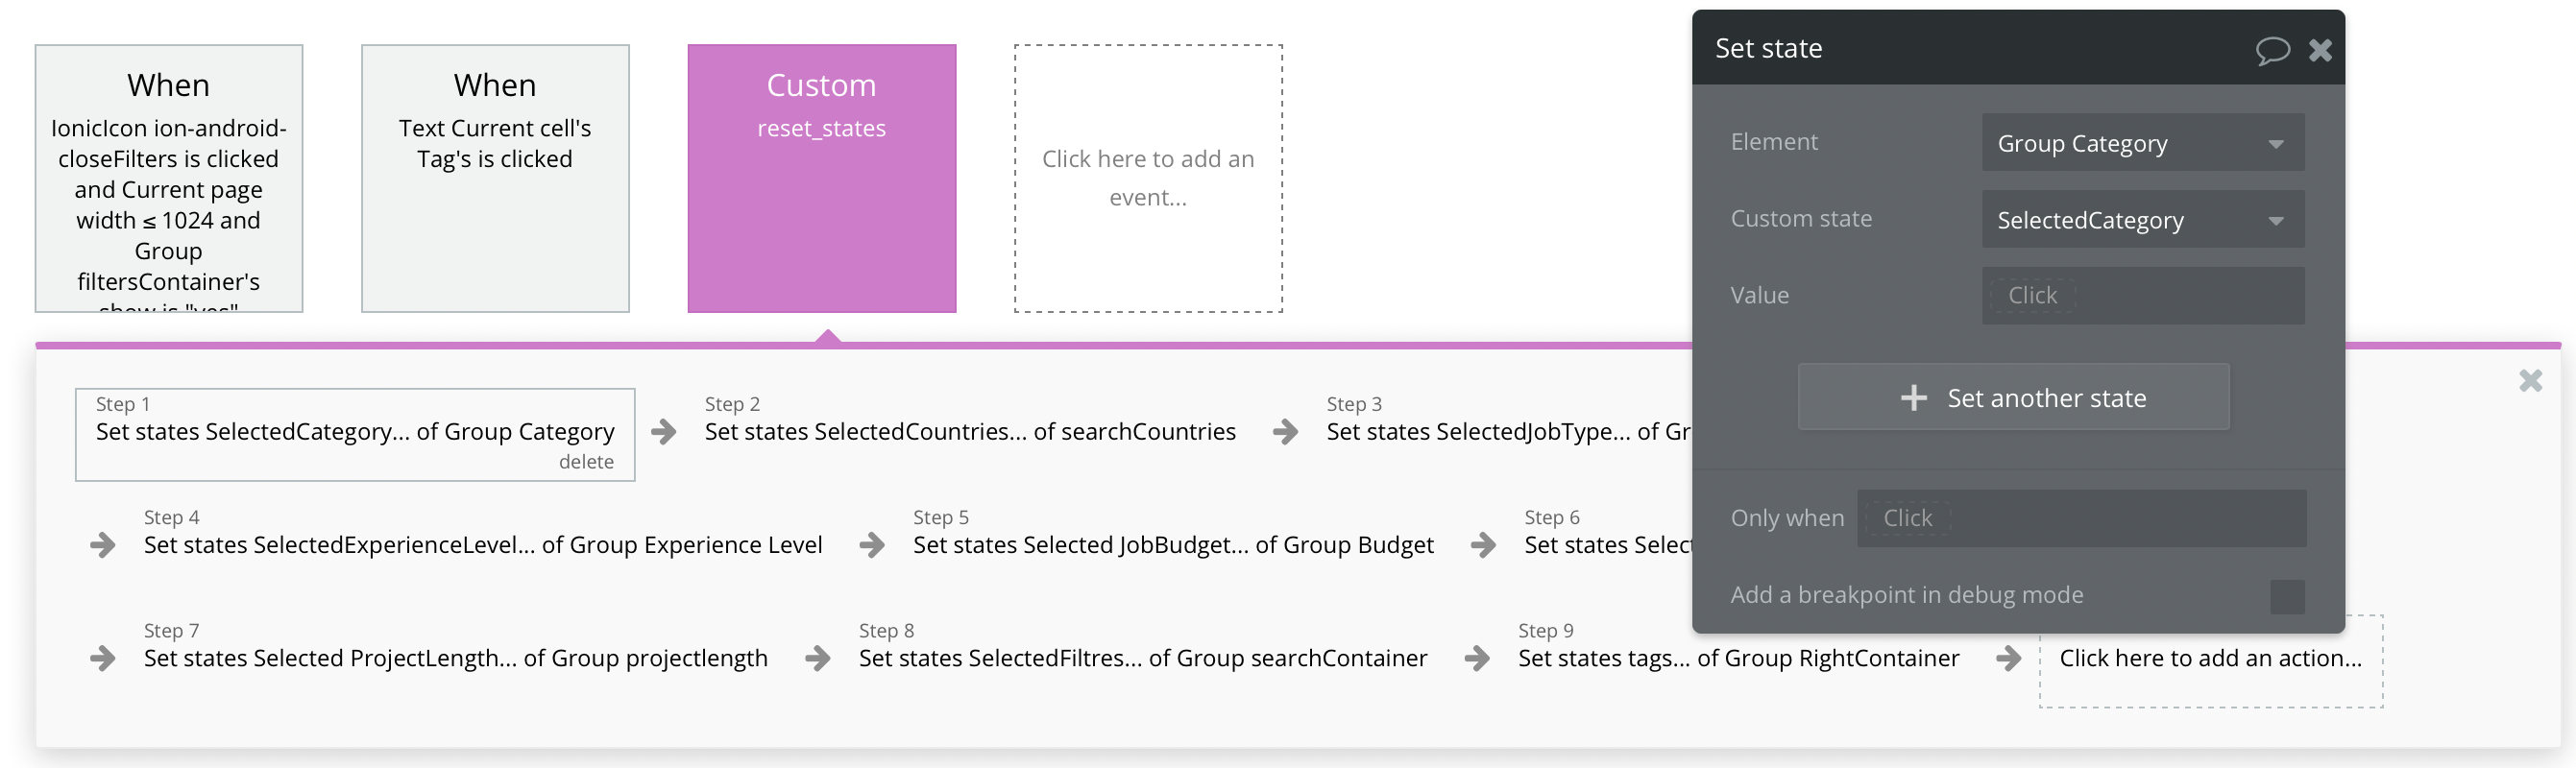 When
IonicIcon ion-android-
closeFilters is clicked
and Current page
width ≤ 1024 and
Group
filtersContainer's
show is "yes"
When
Text Current cell's
Tag's is clicked
Custom
reset_states
Click here to add an
event...
Set state
Element
Group Category
Custom state
SelectedCategory
Value
Click
Set another state
Only when
Click
Add a breakpoint in debug mode
Step 1
Set states SelectedCategory... of Group Category
delete
Step 2
Set states SelectedCountries... of searchCountries
Step 3
Set states SelectedJobType... of Gr
Step 4
Set states SelectedExperienceLevel... of Group Experience Level
Step 5
Set states Selected JobBudget... of Group Budget
Step 6
Set states Select
Step 7
Set states Selected ProjectLength... of Group projectlength
Step 8
Set states SelectedFiltres... of Group searchContainer
Step 9
Set states tags... of Group RightContainer
Click here to add an action...